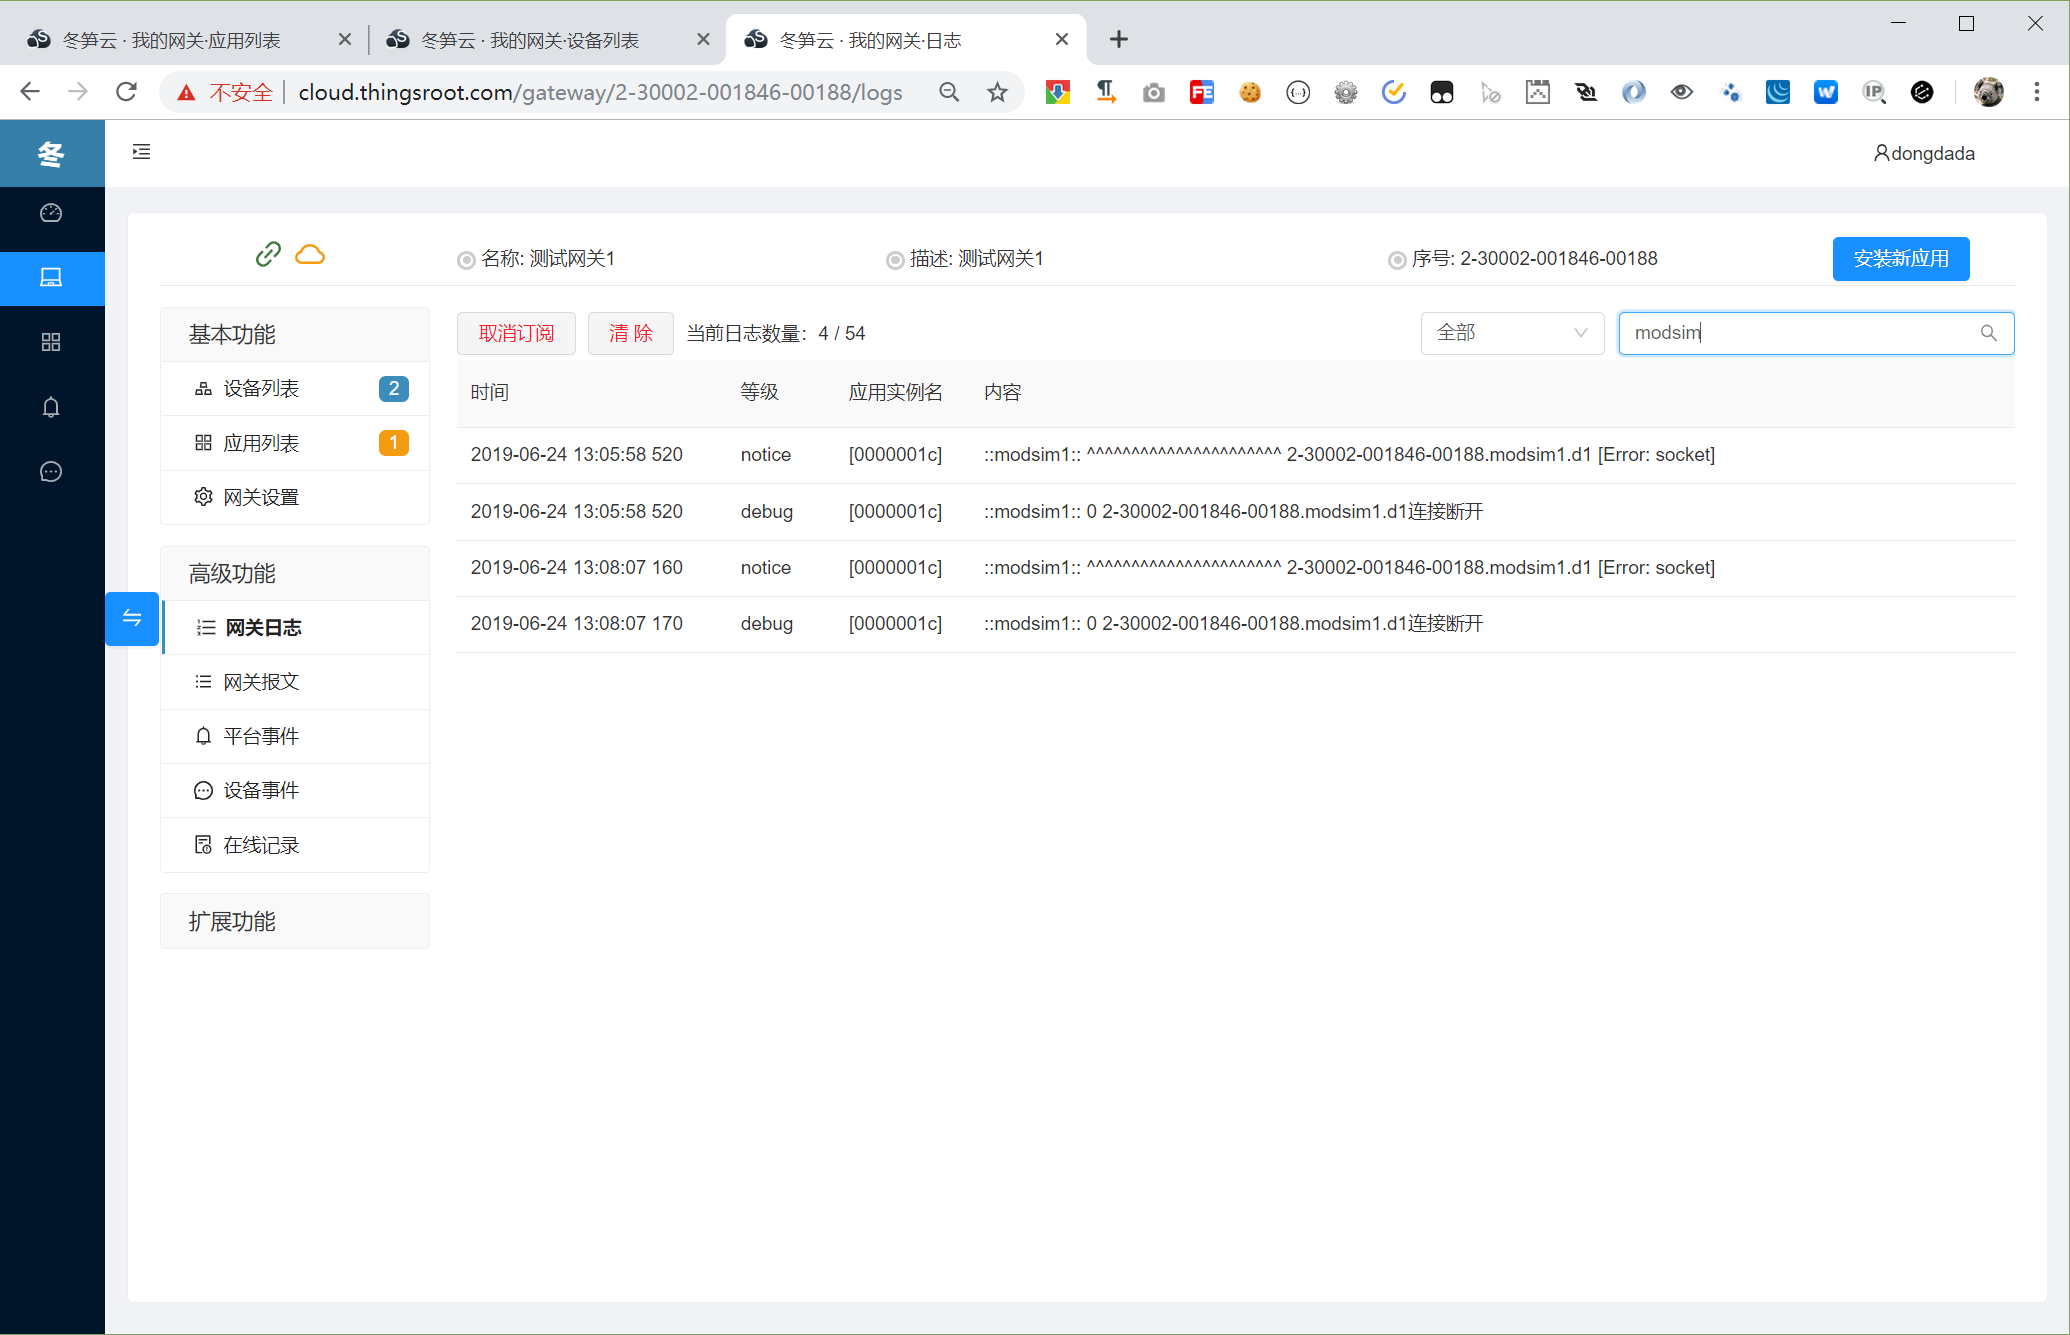 冬笋云 · 我的网关·应用列表
冬笋云 · 我的网关·设备列表
冬笋云 · 我的网关·日志
不安全
cloud.thingsroot.com/gateway/2-30002-001846-00188/logs
冬
dongdada
名称: 测试网关1
描述: 测试网关1
序号: 2-30002-001846-00188
安装新应用
基本功能
设备列表 2
应用列表 1
网关设置
高级功能
网关日志
网关报文
平台事件
设备事件
在线记录
扩展功能
取消订阅 清 除 当前日志数量：4 / 54 全部 modsim
时间 等级 应用实例名 内容
2019-06-24 13:05:58 520 notice [0000001c] ::modsim1:: ^^^^^^^^^^^^^^^^^^^^^^ 2-30002-001846-00188.modsim1.d1 [Error: socket]
2019-06-24 13:05:58 520 debug [0000001c] ::modsim1:: 0 2-30002-001846-00188.modsim1.d1连接断开
2019-06-24 13:08:07 160 notice [0000001c] ::modsim1:: ^^^^^^^^^^^^^^^^^^^^^^ 2-30002-001846-00188.modsim1.d1 [Error: socket]
2019-06-24 13:08:07 170 debug [0000001c] ::modsim1:: 0 2-30002-001846-00188.modsim1.d1连接断开